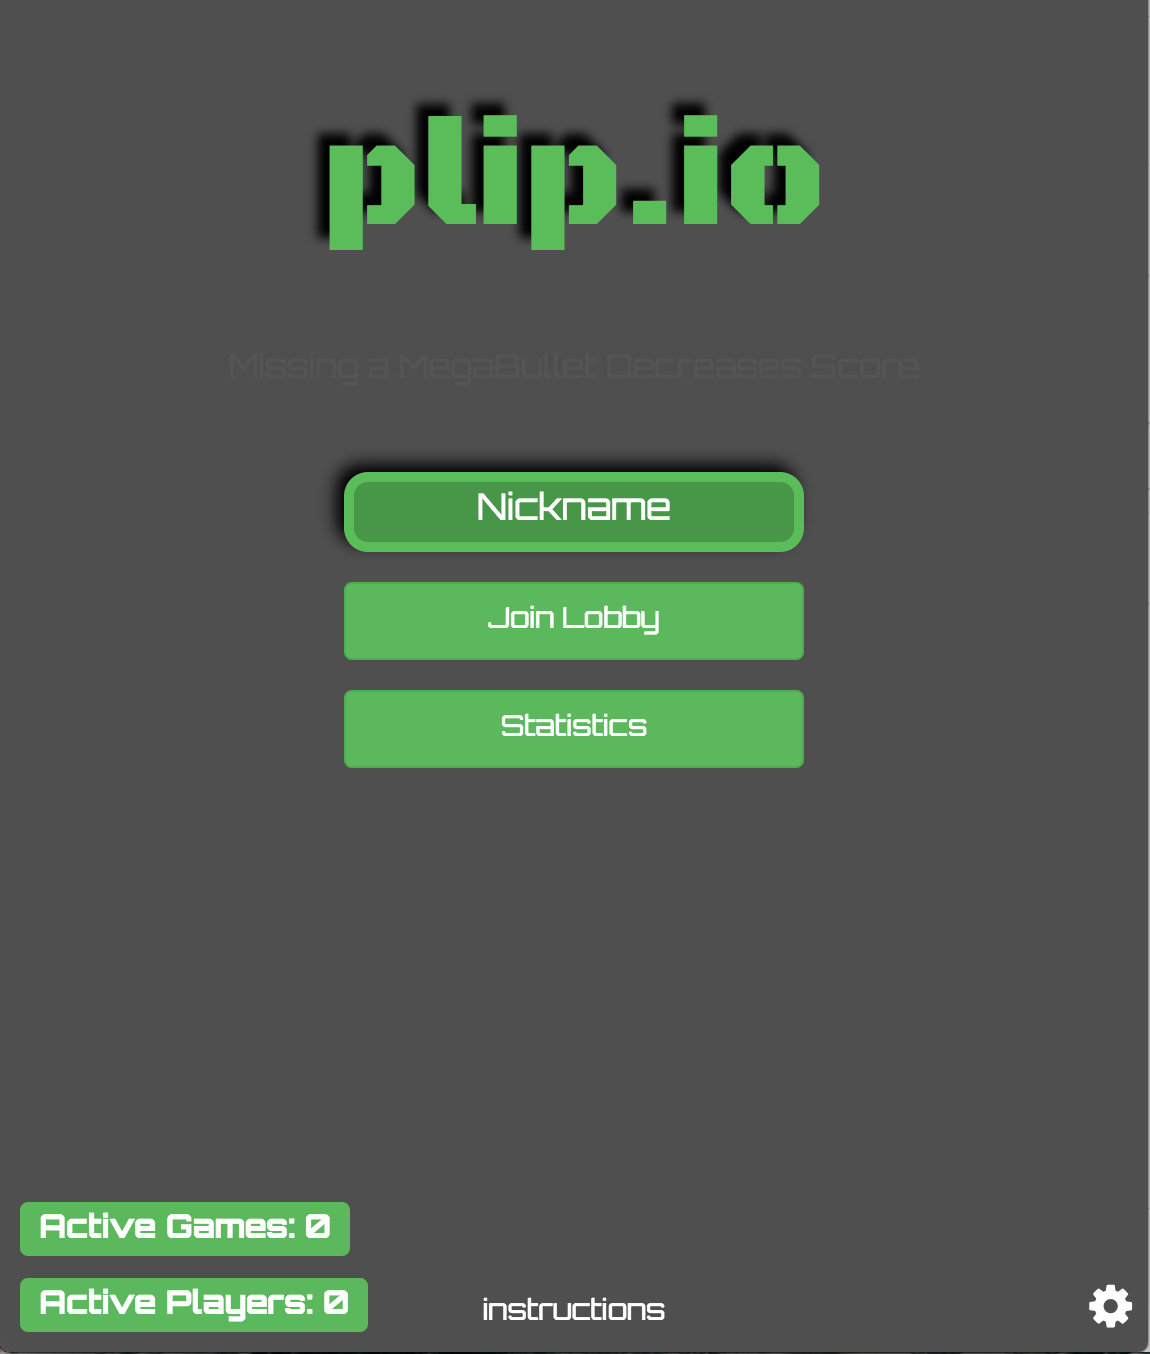 plip.io
Missing a MegaBullet Decreases Score
Nickname
Join Lobby
Statistics
Active Games: 0
Active Players: 0
instructions